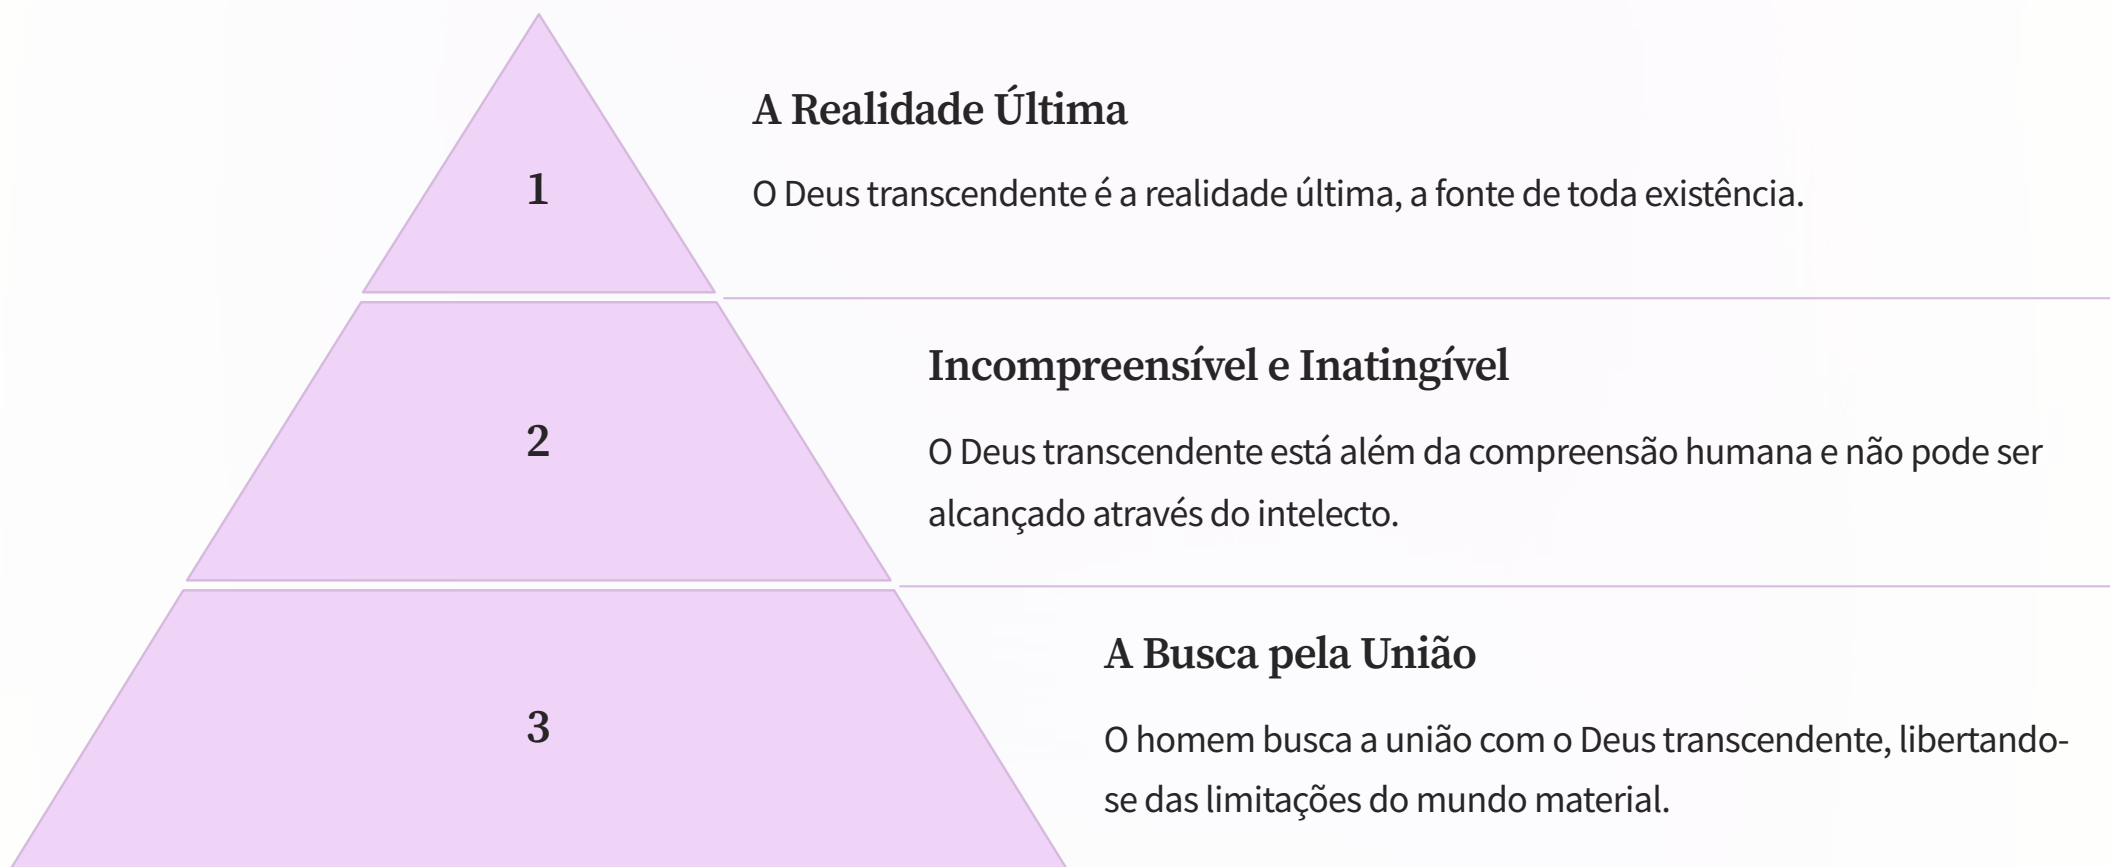 1
A Realidade Última
O Deus transcendente é a realidade última, a fonte de toda existência.
2
Incompreensível e Inatingível
O Deus transcendente está além da compreensão humana e não pode ser
alcançado através do intelecto.
3
A Busca pela União
O homem busca a união com o Deus transcendente, libertando-
se das limitações do mundo material.